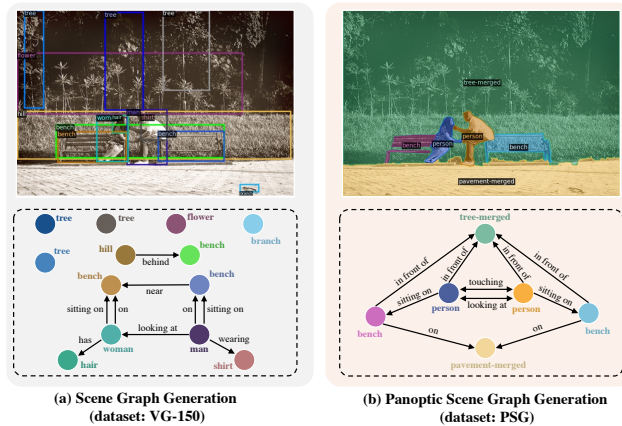 tree
tree
tree
flower
hill
hair
shirt
bench
bench
bench
tree-merged
person
person
bench
bench
pavement-merged
tree
tree
flower
branch
tree
hill
behind
bench
bench
near
bench
sitting on
on
on
sitting on
looking at
woman
man
has
wearing
hair
shirt
tree-merged
in front of
in front of
in front of
in front of
touching
looking at
sitting on
sitting on
person
person
bench
bench
on
on
pavement-merged
(a) Scene Graph Generation
(dataset: VG-150)
(b) Panoptic Scene Graph Generation
(dataset: PSG)